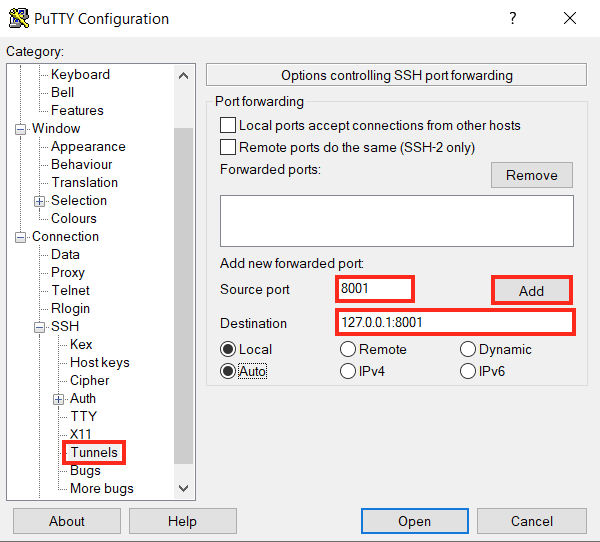 PuTTY Configuration
?
Category:
Keyboard
Bell
Features
Window
Appearance
Behaviour
Translation
Selection
Colours
Connection
Data
Proxy
Telnet
Rlogin
SSH
Kex
Host keys
Cipher
Auth
TTY
X11
Tunnels
Bugs
More bugs
Options controlling SSH port forwarding
Port forwarding
Local ports accept connections from other hosts
Remote ports do the same (SSH-2 only)
Forwarded ports:
Remove
Add new forwarded port:
Source port 8001 Add
Destination 127.0.0.1:8001
Local Remote Dynamic
Auto IPv4 IPv6
About Help Open Cancel